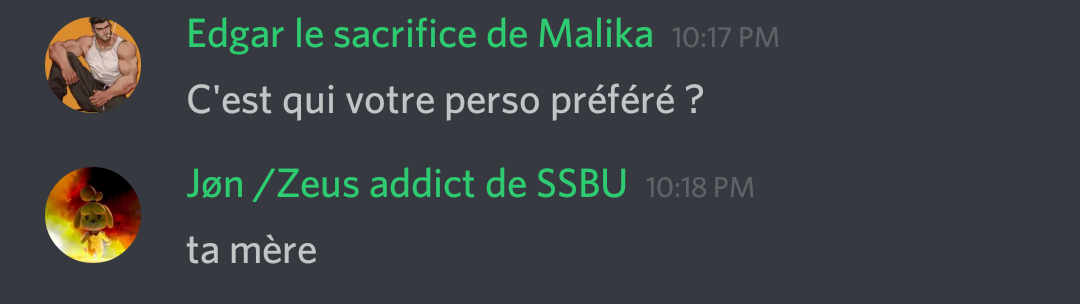 Edgar le sacrifice de Malika 10:17 PM
C'est qui votre perso préféré ?
Jøn /Zeus addict de SSBU 10:18 PM
ta mère